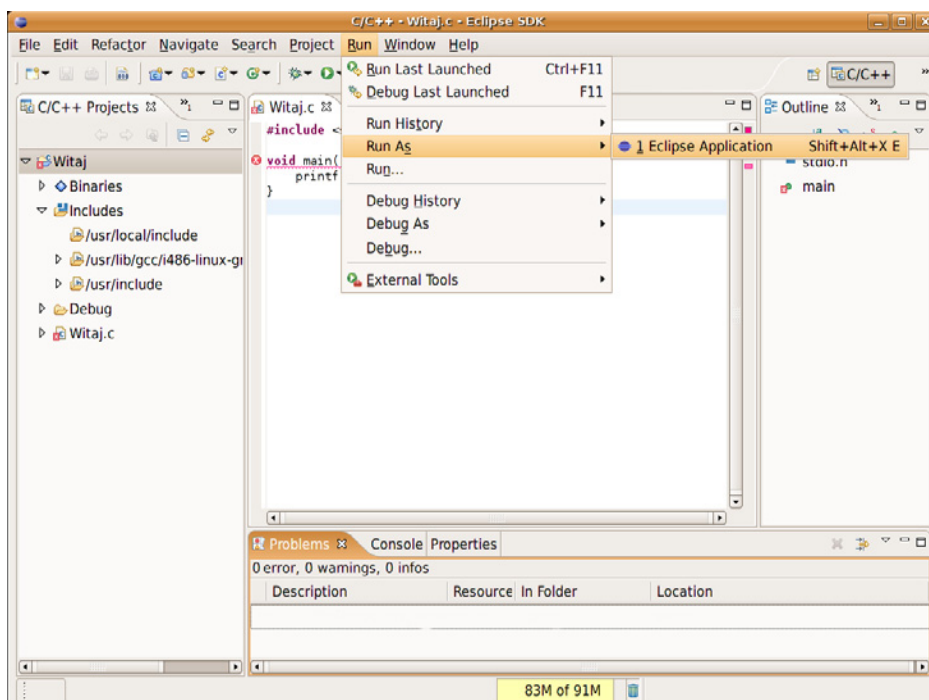 C/C++ - Witaj.c - Eclipse SDK
File Edit Refactor Navigate Search Project Run Window Help
C/C++
C/C++ Projects
Witaj
Binaries
Includes
/usr/local/include
/usr/lib/gcc/i486-linux-gn
/usr/include
Debug
Witaj.c
Witaj.c
#include <
void main(
printf
}
Run Last Launched Ctrl+F11
Debug Last Launched F11
Run History
Run As
Run...
Debug History
Debug As
Debug...
External Tools
1 Eclipse Application Shift+Alt+X E
Outline
stdio.h
main
Problems Console Properties
0 error, 0 warnings, 0 infos
Description Resource In Folder Location
83M of 91M